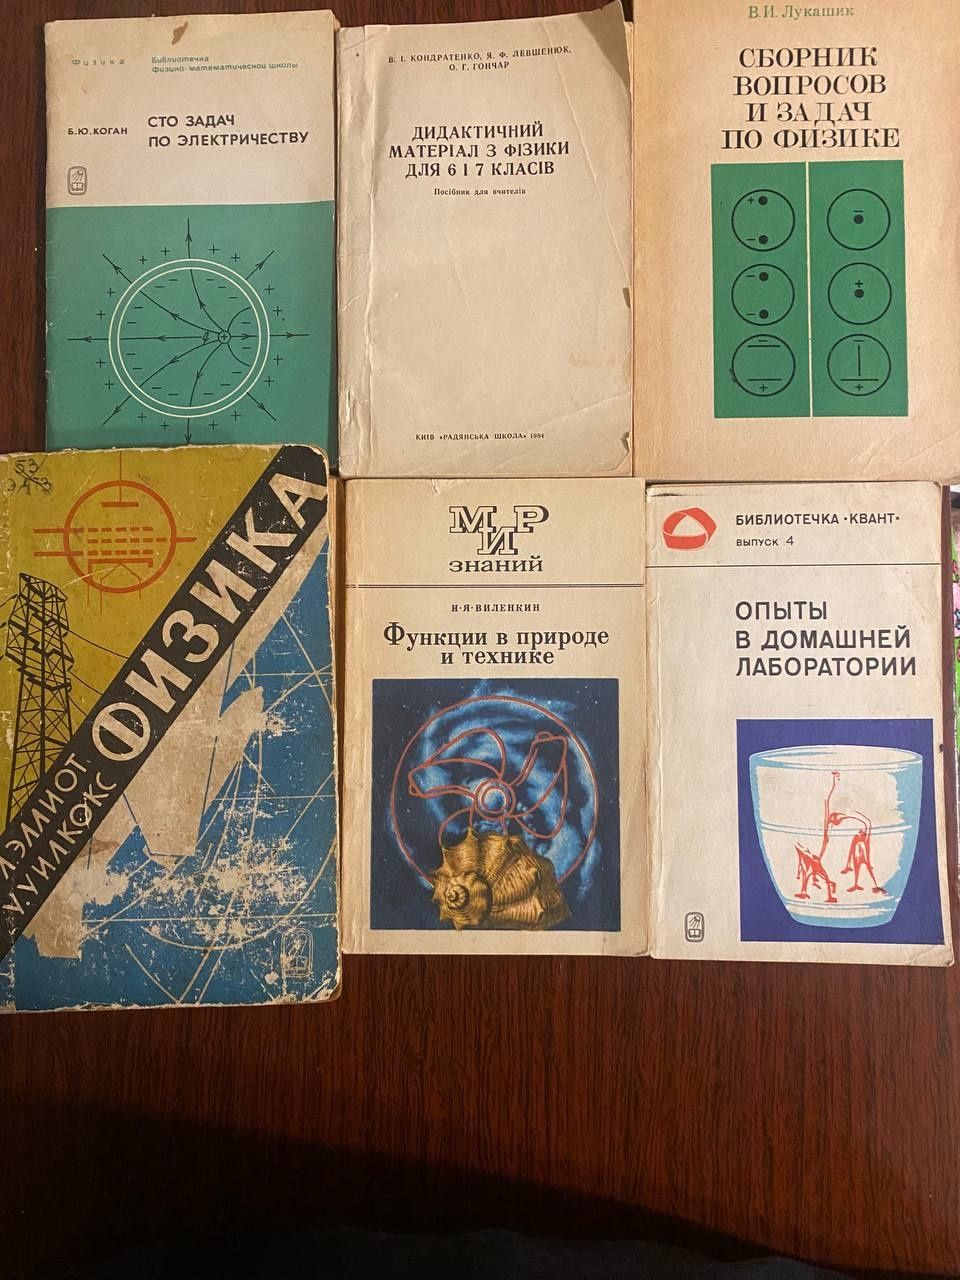 Физика
Библиотечка
физико-математической школы
Б.Ю.КОГАН
СТО ЗАДАЧ
ПО ЭЛЕКТРИЧЕСТВУ
В. І. КОНДРАТЕНКО, Я. Ф. ЛЕВШЕНЮК,
О. Г. ГОНЧАР
ДИДАКТИЧНИЙ
МАТЕРІАЛ З ФІЗИКИ
ДЛЯ 6 І 7 КЛАСІВ
Посібник для вчителів
КИЇВ «РАДЯНСЬКА ШКОЛА» 1984
В.И. Лукашик
СБОРНИК
ВОПРОСОВ
И ЗАДАЧ
ПО ФИЗИКЕ
53
Л.ЭЛЛИОТ
У.УИЛКОКС
ФИЗИКА
МИР
ЗНАНИЙ
Н·Я·ВИЛЕНКИН
Функции в природе
и технике
БИБЛИОТЕЧКА «КВАНТ»
ВЫПУСК 4
ОПЫТЫ
В ДОМАШНЕЙ
ЛАБОРАТОРИИ